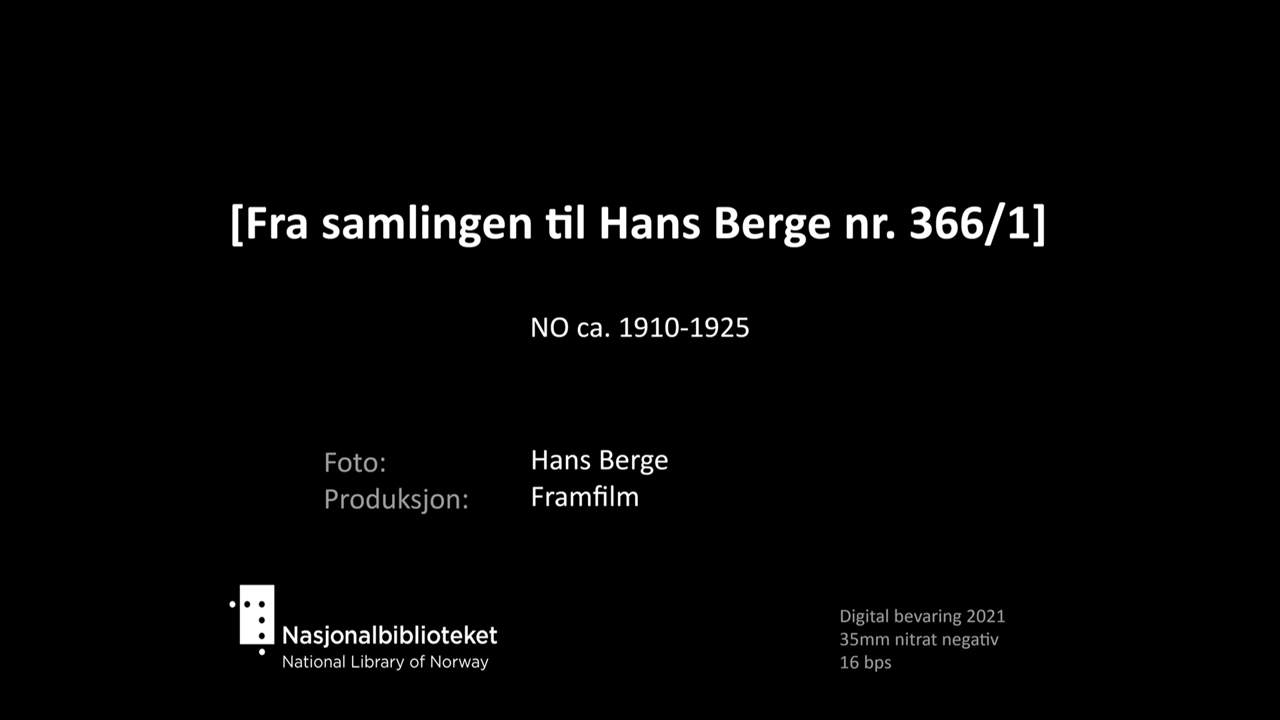 [Fra samlingen til Hans Berge nr. 366/1]
NO ca. 1910-1925
Foto: Hans Berge
Produksjon: Framfilm
Nasjonalbiblioteket
National Library of Norway
Digital bevaring 2021
35mm nitrat negativ
16 bps